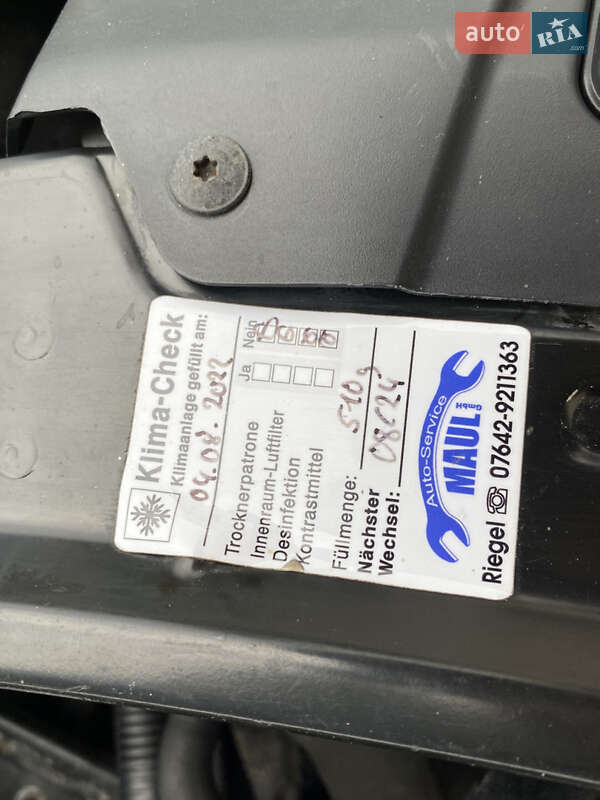 auto RIA
.com
Klima-Check
Klimaanlage gefüllt am:
04.08.2022
Ja Nein
Trocknerpatrone
Innenraum-Luftfilter
Desinfektion
Kontrastmittel
Füllmenge: 510g
Nächster
Wechsel: 08/24
Auto-Service
MAUL
GmbH
Riegel ☎ 07642-9211363